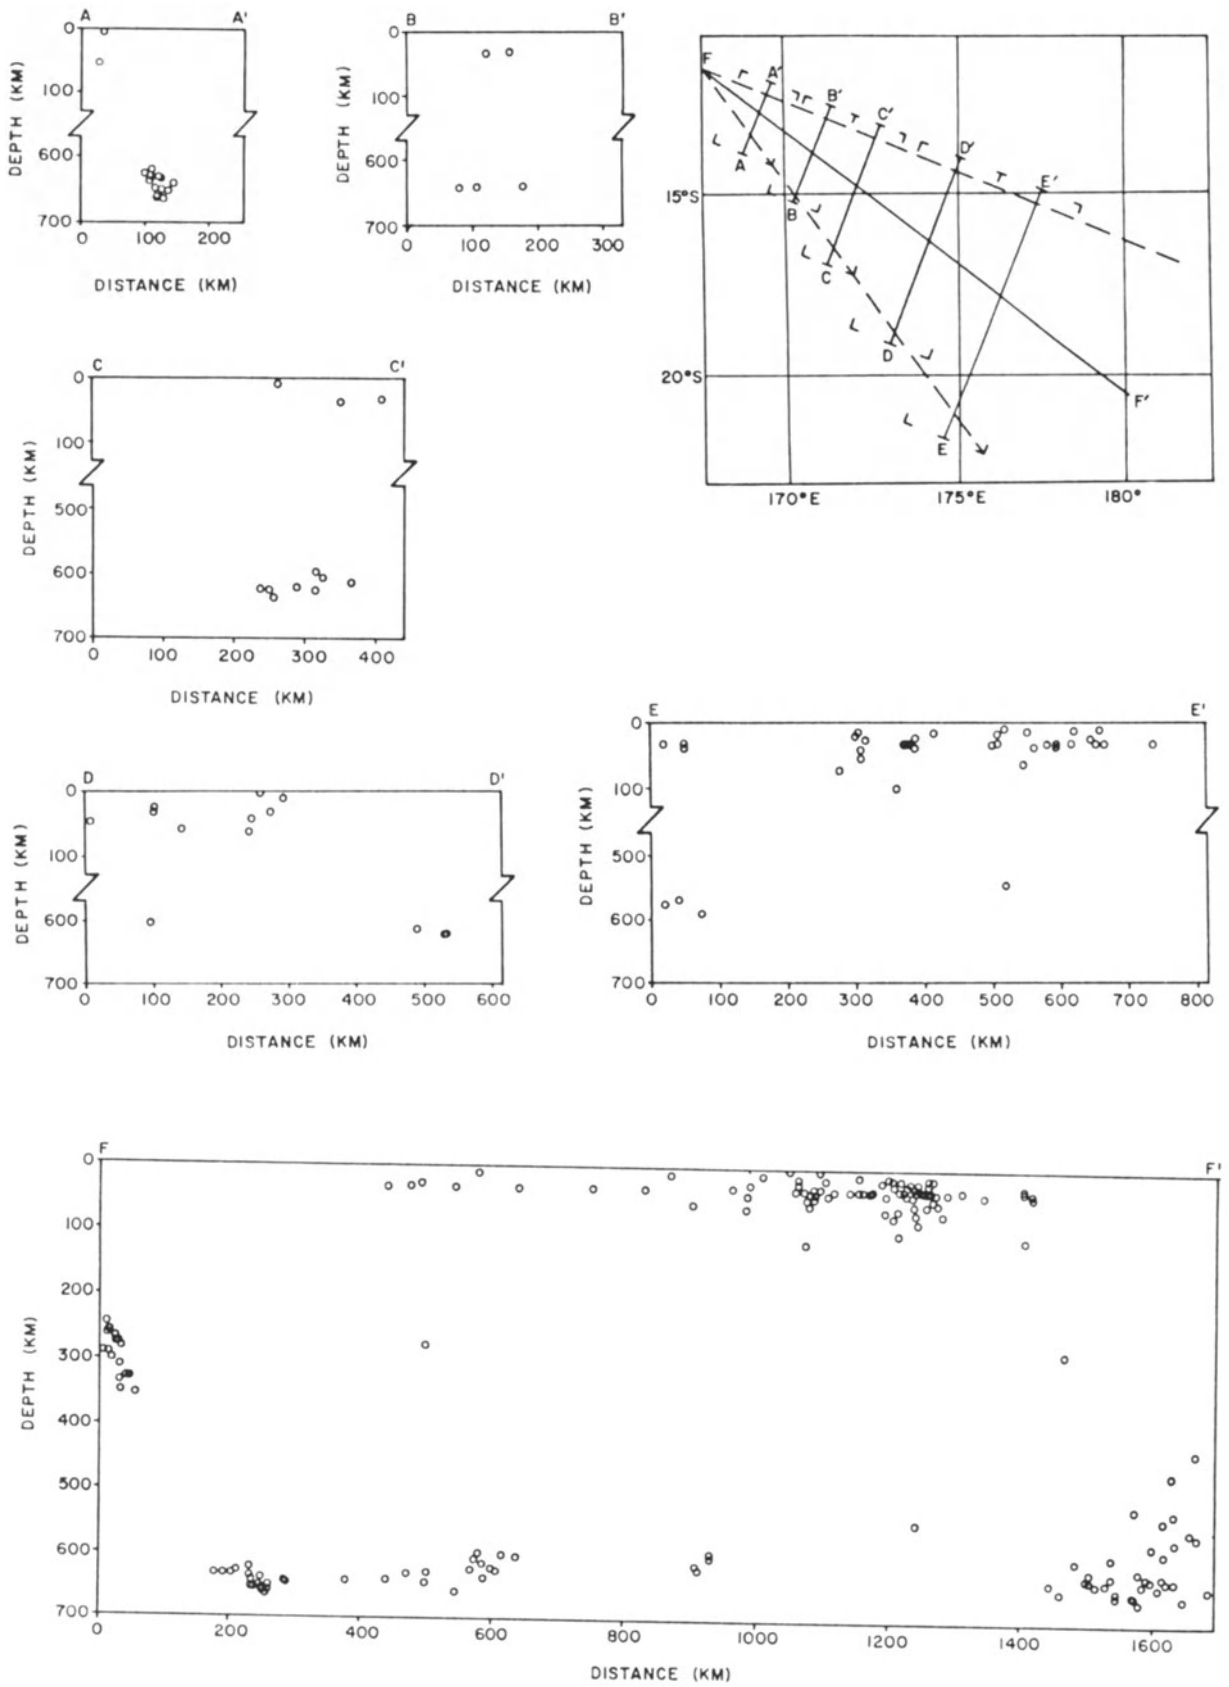 A A'
0
100
600
700
0 100 200
DEPTH (KM)
DISTANCE (KM)
B B'
0
100
600
700
0 100 200 300
DEPTH (KM)
DISTANCE (KM)
F
A' B' C' D' E'
A B C D E
F'
15°S
20°S
170°E 175°E 180°
C C'
0
100
500
600
700
0 100 200 300 400
DEPTH (KM)
DISTANCE (KM)
D D'
0
100
600
700
0 100 200 300 400 500 600
DEPTH (KM)
DISTANCE (KM)
E E'
0
100
500
600
700
0 100 200 300 400 500 600 700 800
DEPTH (KM)
DISTANCE (KM)
F F'
0
100
200
300
400
500
600
700
0 200 400 600 800 1000 1200 1400 1600
DEPTH (KM)
DISTANCE (KM)